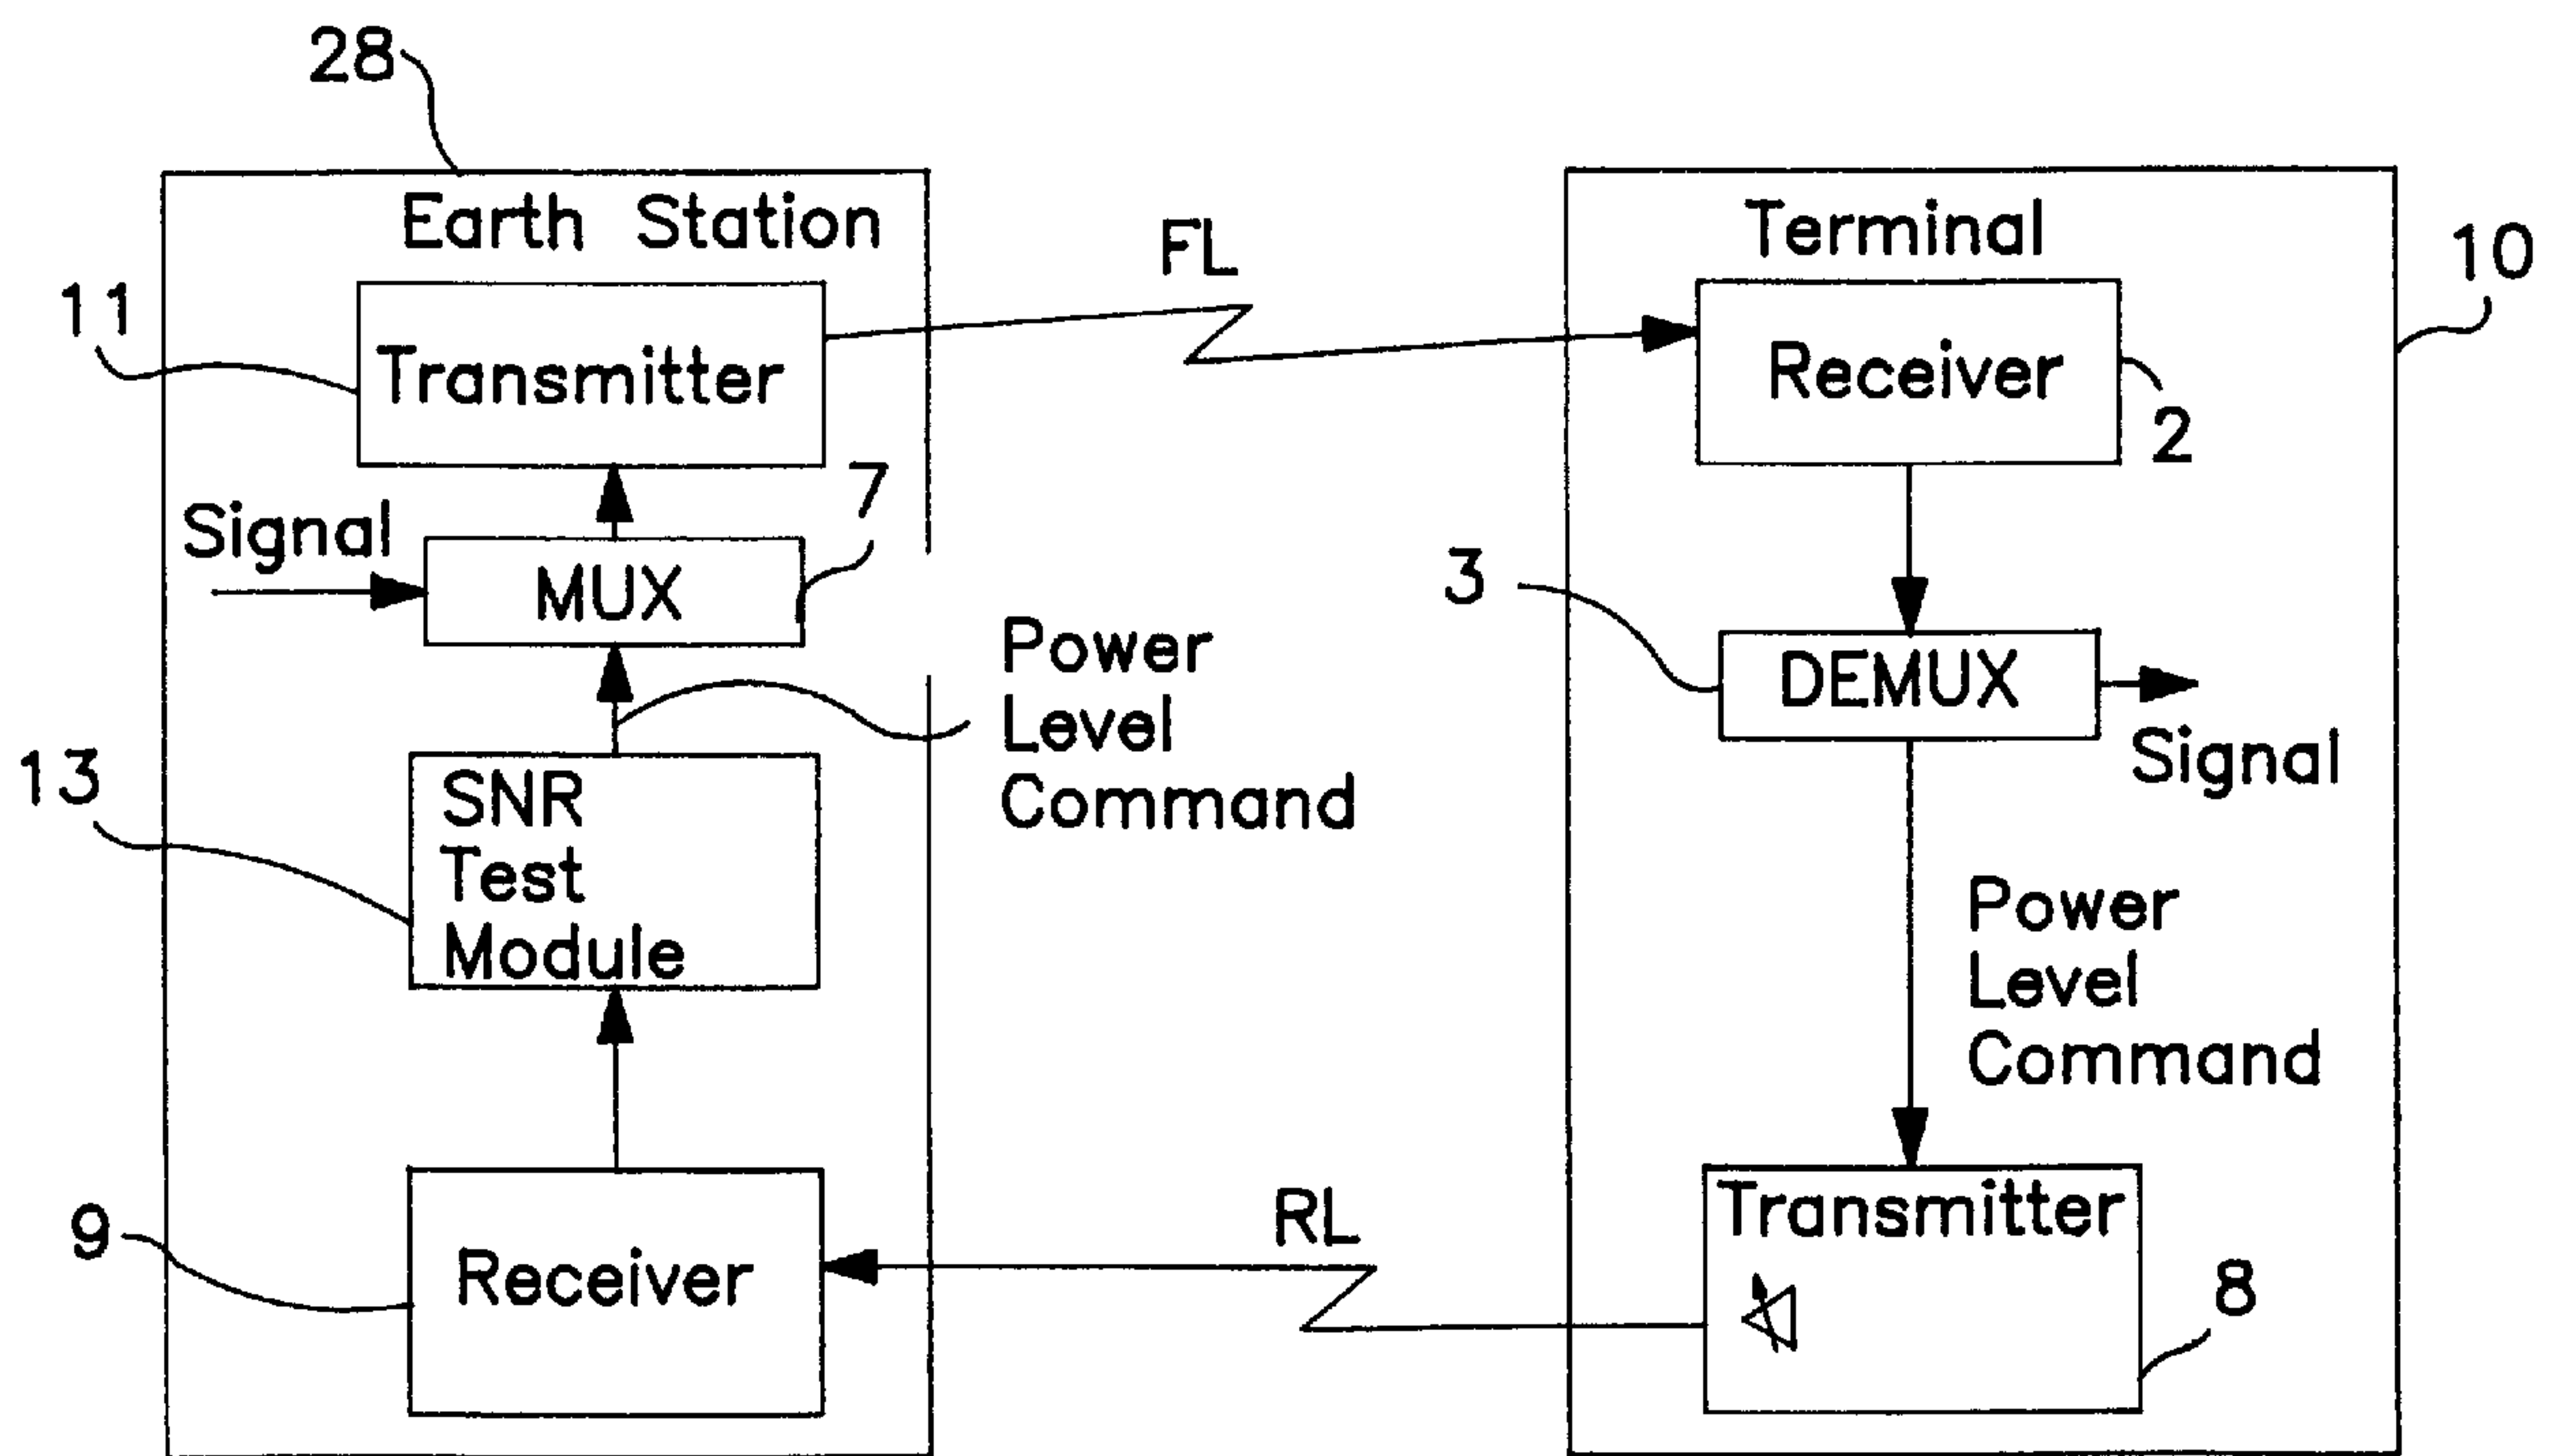 28
Earth Station
11
Transmitter
Signal
7
MUX
Power
Level
Command
13
SNR
Test
Module
9
Receiver
FL
RL
Terminal
10
Receiver
2
3
DEMUX
Signal
Power
Level
Command
Transmitter
8